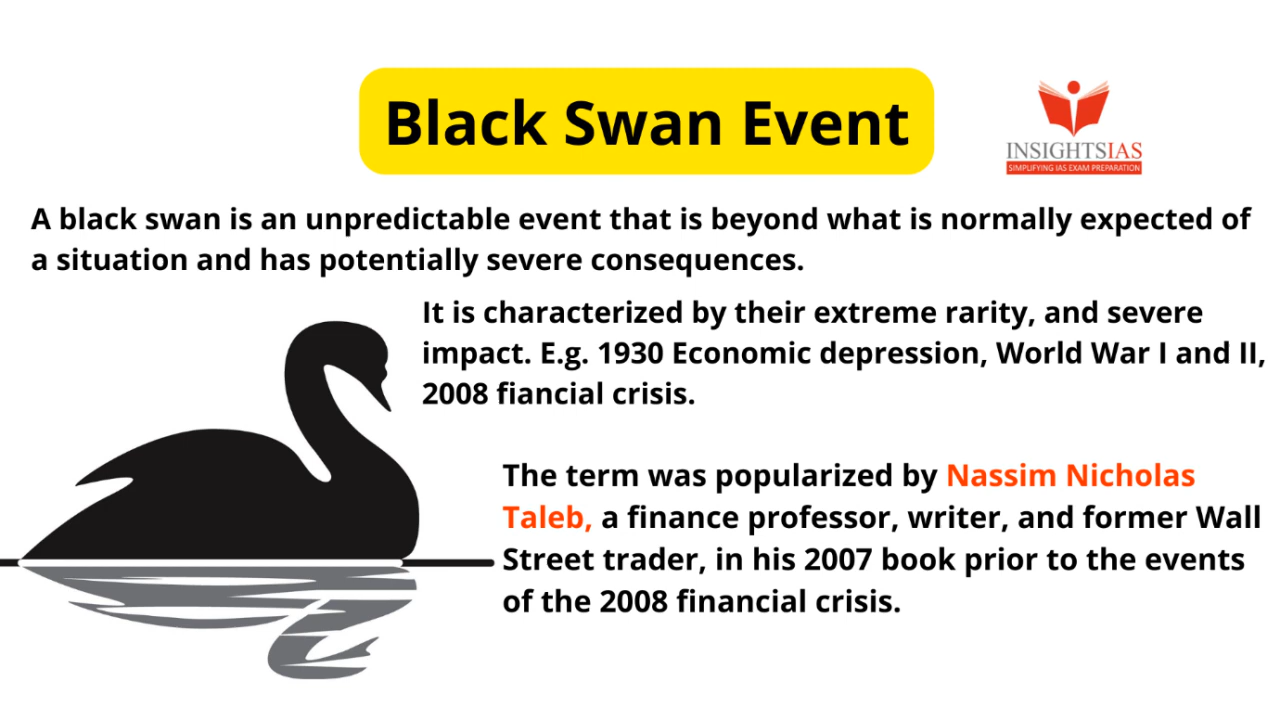 Black Swan Event
INSIGHTSIAS
SIMPLIFYING IAS EXAM PREPARATION
A black swan is an unpredictable event that is beyond what is normally expected of
a situation and has potentially severe consequences.
It is characterized by their extreme rarity, and severe
impact. E.g. 1930 Economic depression, World War I and II,
2008 fiancial crisis.
The term was popularized by Nassim Nicholas
Taleb, a finance professor, writer, and former Wall
Street trader, in his 2007 book prior to the events
of the 2008 financial crisis.